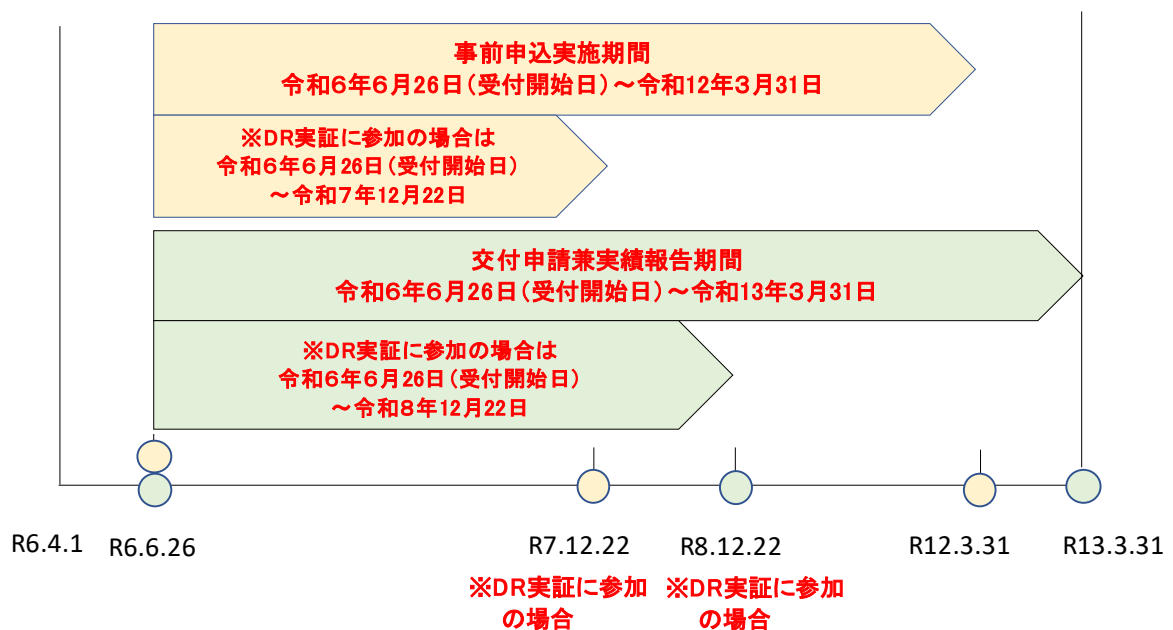 事前申込実施期間
令和6年6月26日(受付開始日)～令和12年3月31日
※DR実証に参加の場合は
令和6年6月26日(受付開始日)
～令和7年12月22日
交付申請兼実績報告期間
令和6年6月26日(受付開始日)～令和13年3月31日
※DR実証に参加の場合は
令和6年6月26日(受付開始日)
～令和8年12月22日
R6.4.1
R6.6.26
R7.12.22
R8.12.22
R12.3.31
R13.3.31
※DR実証に参加
の場合
※DR実証に参加
の場合